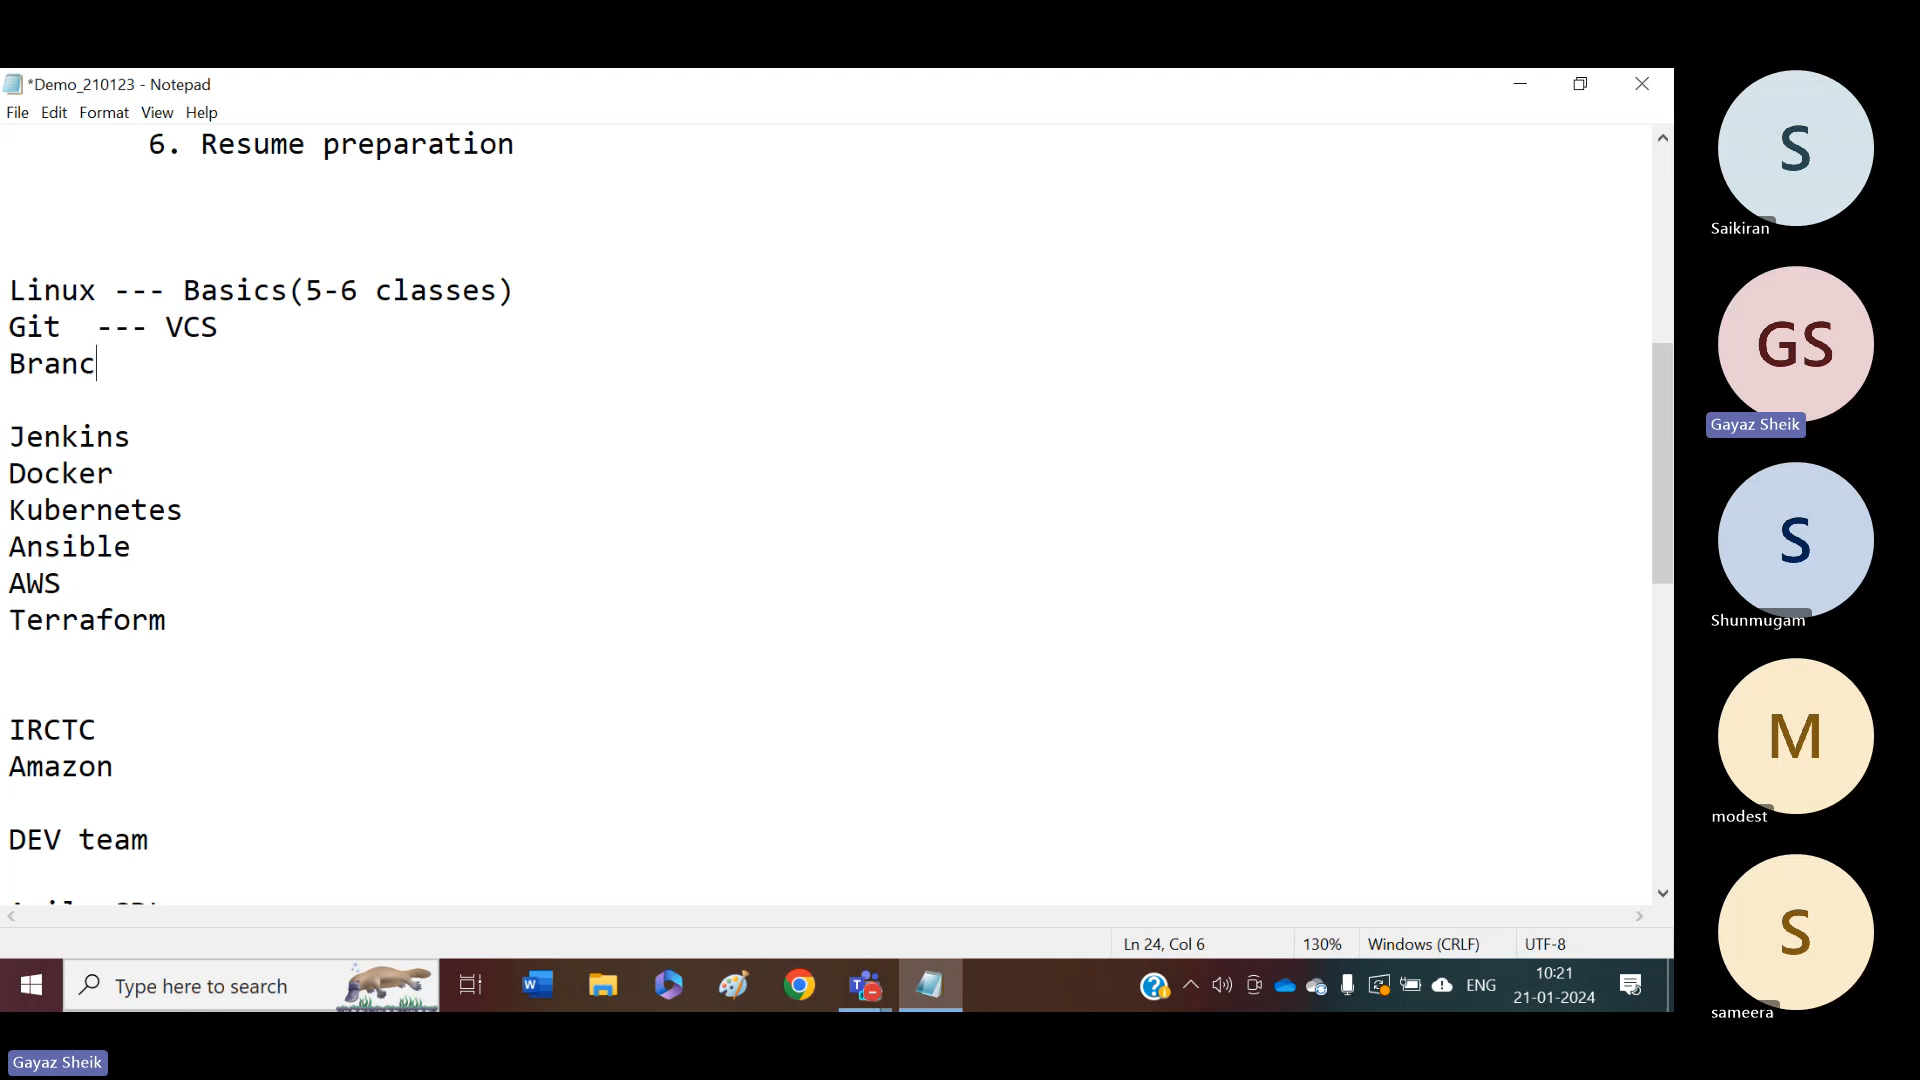 *Demo_210123 - Notepad
File Edit Format View Help
6. Resume preparation
Linux --- Basics(5-6 classes)
Git --- VCS
Branc
Jenkins
Docker
Kubernetes
Ansible
AWS
Terraform
IRCTC
Amazon
DEV team
Ln 24, Col 6
130%
Windows (CRLF)
UTF-8
Type here to search
ENG
10:21
21-01-2024
S
Saikiran
GS
Gayaz Sheik
S
Shunmugam
M
modest
S
sameera
Gayaz Sheik